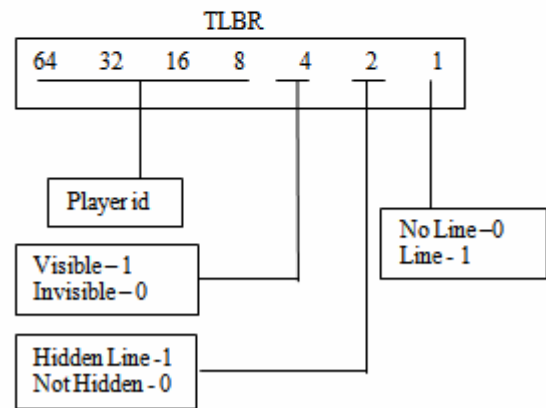 TLBR
64 32 16 8 4 2 1
Player id
No Line –0
Line - 1
Visible – 1
Invisible – 0
Hidden Line -1
Not Hidden - 0